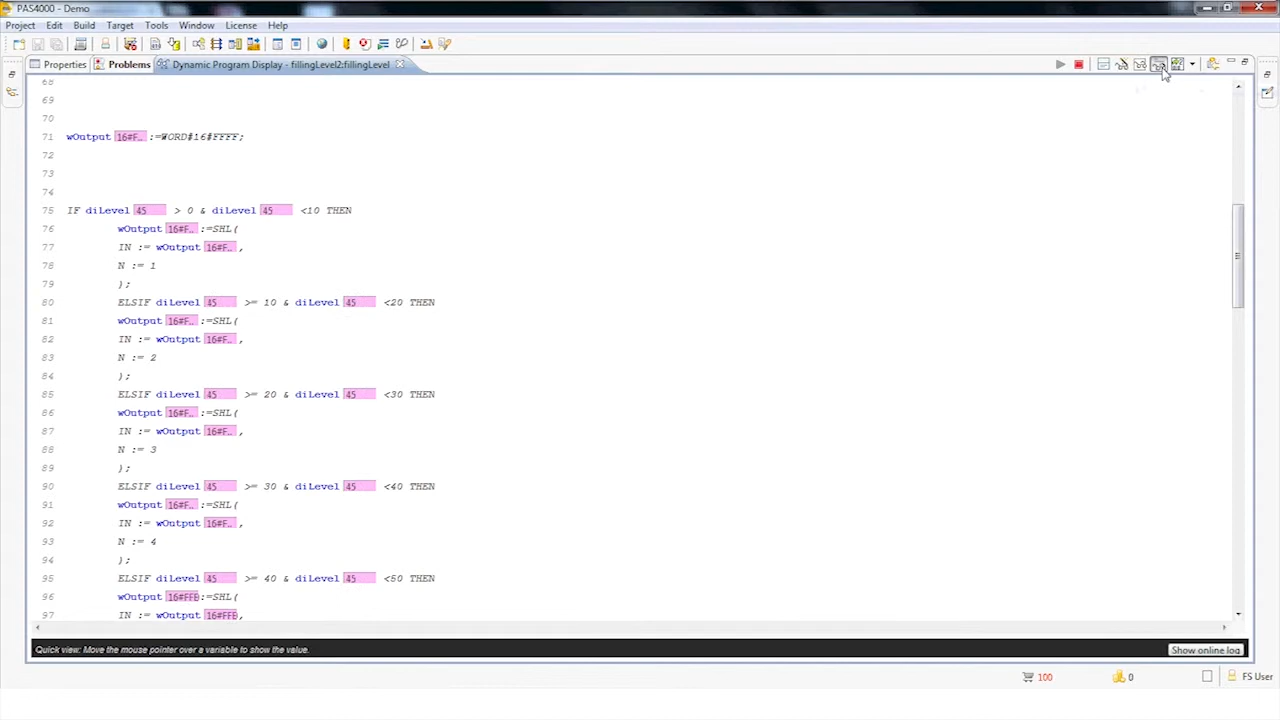 PAS4000 - Demo
Project Edit Build Target Tools Window License Help
Properties Problems Dynamic Program Display - fillingLevel2:fillingLevel
68
69
70
71 wOutput 16#F.. :=WORD#16#FFFF;
72
73
74
75 IF diLevel 45 > 0 & diLevel 45 <10 THEN
76 wOutput 16#F.. :=SHL(
77 IN := wOutput 16#F.. ,
78 N := 1
79 );
80 ELSIF diLevel 45 >= 10 & diLevel 45 <20 THEN
81 wOutput 16#F.. :=SHL(
82 IN := wOutput 16#F.. ,
83 N := 2
84 );
85 ELSIF diLevel 45 >= 20 & diLevel 45 <30 THEN
86 wOutput 16#F.. :=SHL(
87 IN := wOutput 16#F.. ,
88 N := 3
89 );
90 ELSIF diLevel 45 >= 30 & diLevel 45 <40 THEN
91 wOutput 16#F.. :=SHL(
92 IN := wOutput 16#F.. ,
93 N := 4
94 );
95 ELSIF diLevel 45 >= 40 & diLevel 45 <50 THEN
96 wOutput :=SHL(
97 IN := wOutput ,
Quick view: Move the mouse pointer over a variable to show the value. Show online log
100 0 FS User